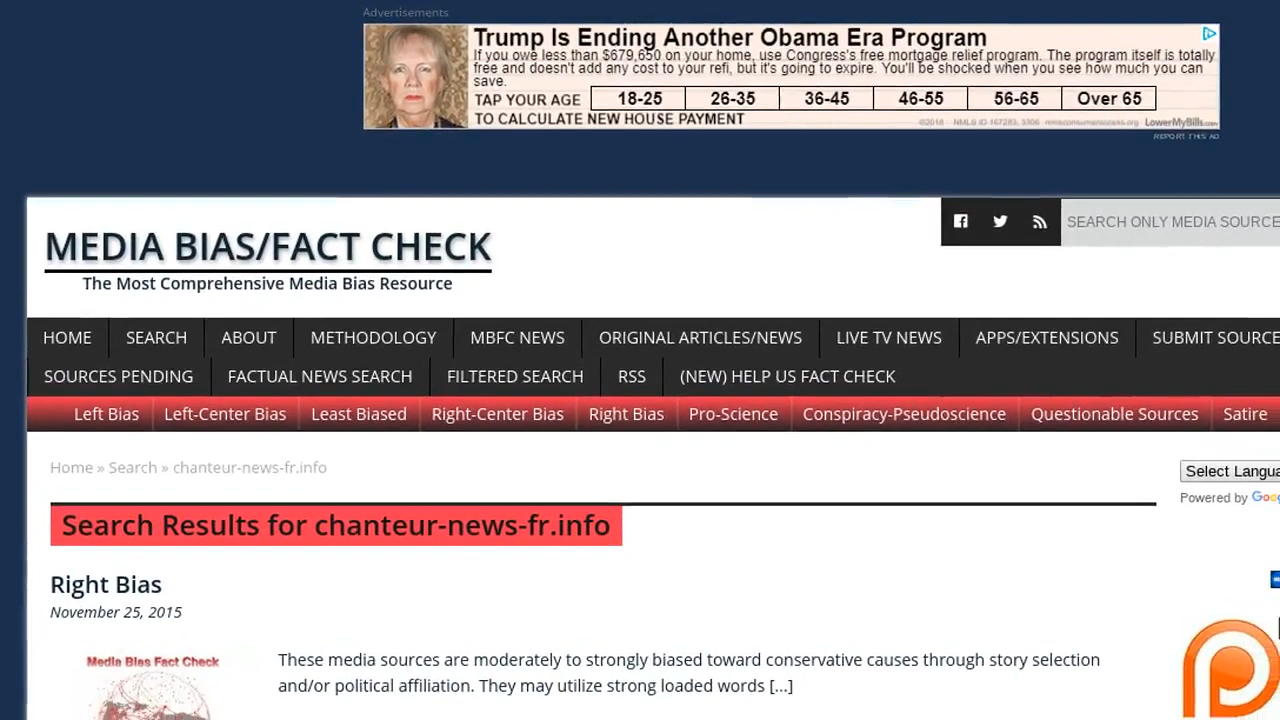 Advertisements
Trump Is Ending Another Obama Era Program
If you owe less than $679,650 on your home, use Congress's free mortgage relief program. The program itself is totally
free and doesn't add any cost to your refi, but it's going to expire. You'll be shocked when you see how much you can
save.
TAP YOUR AGE 18-25 26-35 36-45 46-55 56-65 Over 65
TO CALCULATE NEW HOUSE PAYMENT ©2018 NMLS ID 167283, 3306 LowerMyBills.com
REPORT THIS AD
SEARCH ONLY MEDIA SOURCE
MEDIA BIAS/FACT CHECK
The Most Comprehensive Media Bias Resource
HOME SEARCH ABOUT METHODOLOGY MBFC NEWS ORIGINAL ARTICLES/NEWS LIVE TV NEWS APPS/EXTENSIONS SUBMIT SOURCE
SOURCES PENDING FACTUAL NEWS SEARCH FILTERED SEARCH RSS (NEW) HELP US FACT CHECK
Left Bias Left-Center Bias Least Biased Right-Center Bias Right Bias Pro-Science Conspiracy-Pseudoscience Questionable Sources Satire
Home » Search » chanteur-news-fr.info
Select Langua
Powered by Goog
Search Results for chanteur-news-fr.info
Right Bias
November 25, 2015
Media Bias Fact Check
These media sources are moderately to strongly biased toward conservative causes through story selection
and/or political affiliation. They may utilize strong loaded words [...]